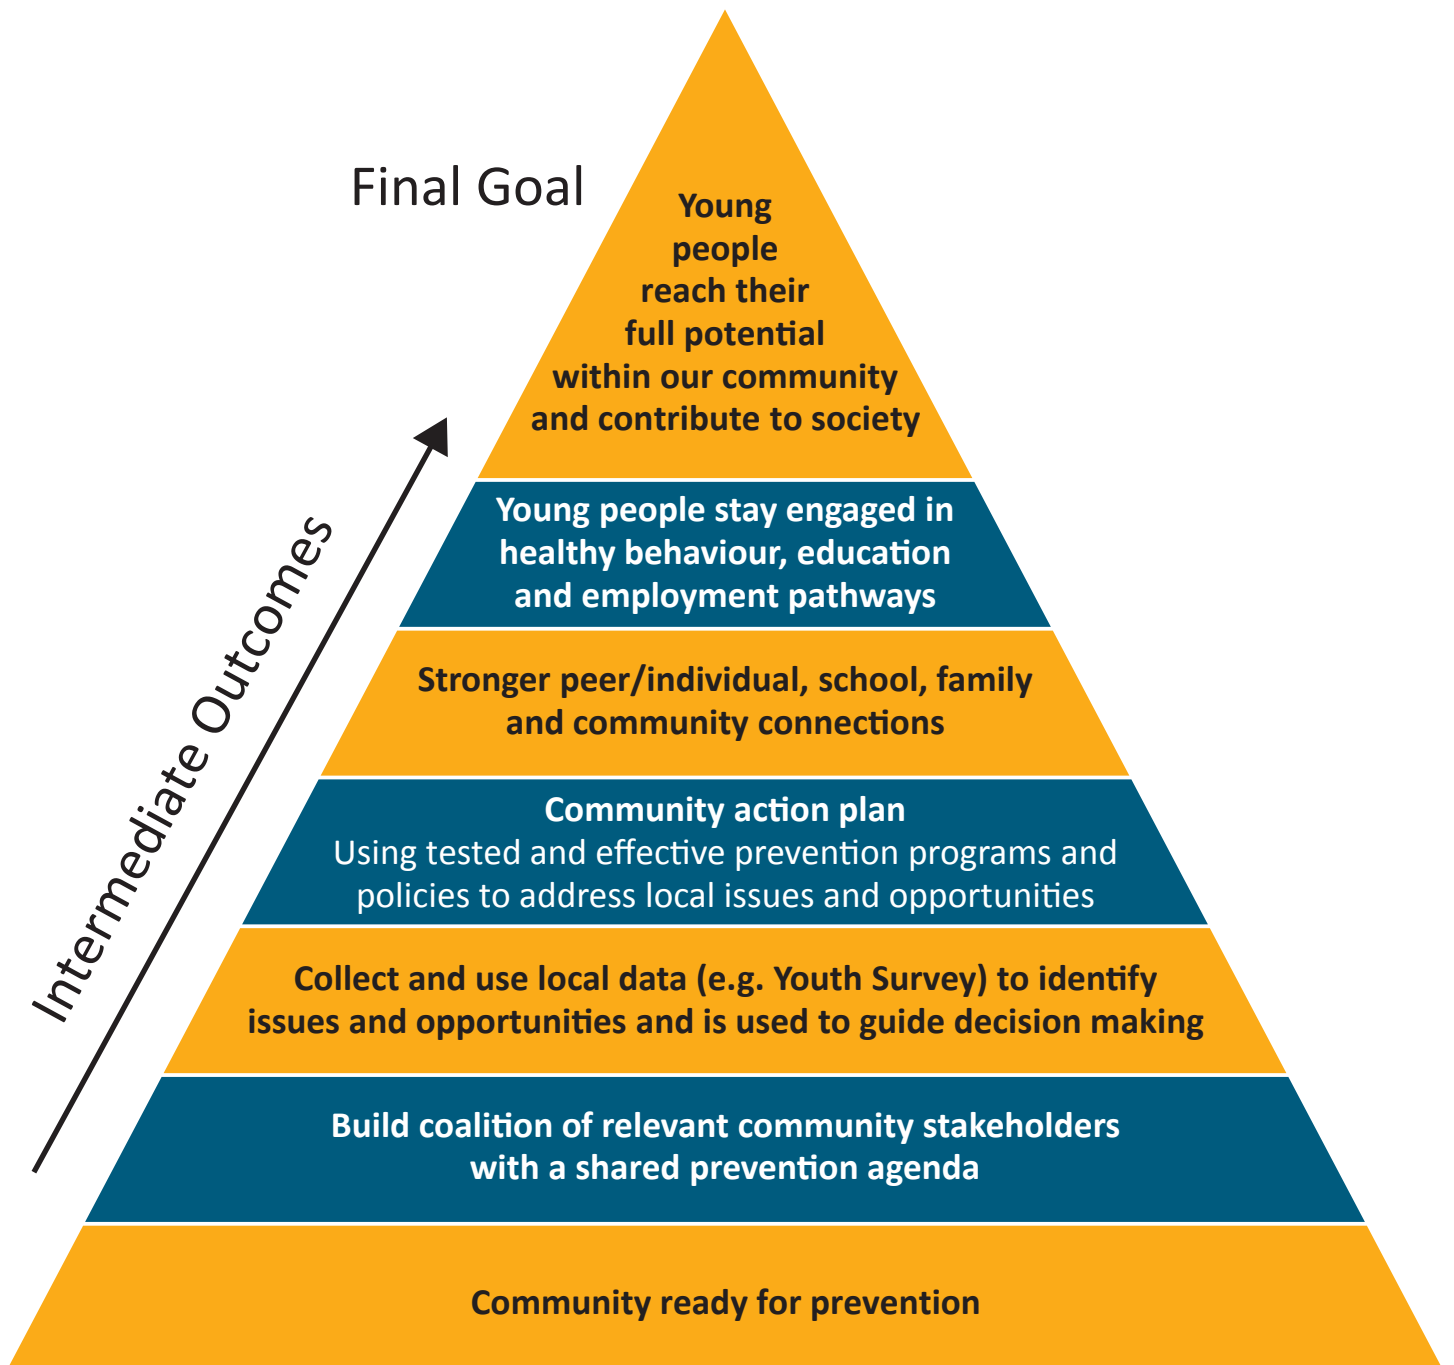 Final Goal
Young
people
reach their
full potential
within our community
and contribute to society
Intermediate Outcomes
Young people stay engaged in
healthy behaviour, education
and employment pathways
Stronger peer/individual, school, family
and community connections
Community action plan
Using tested and effective prevention programs and
policies to address local issues and opportunities
Collect and use local data (e.g. Youth Survey) to identify
issues and opportunities and is used to guide decision making
Build coalition of relevant community stakeholders
with a shared prevention agenda
Community ready for prevention